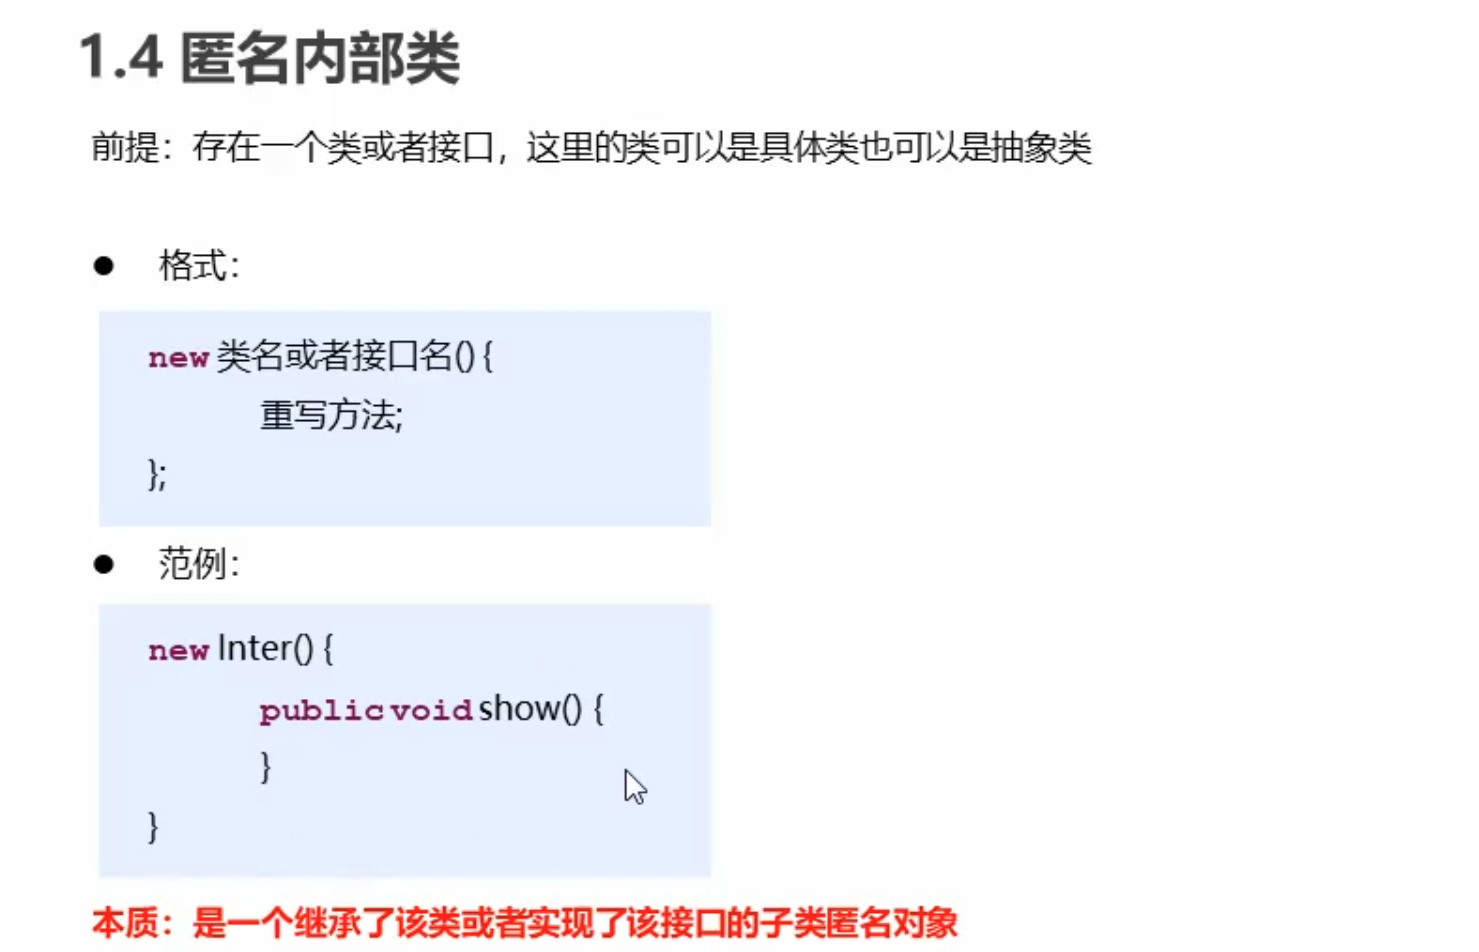 1.4 匿名内部类
前提：存在一个类或者接口，这里的类可以是具体类也可以是抽象类
● 格式：
new 类名或者接口名() {
重写方法;
};
● 范例：
new Inter() {
public void show() {
}
}
本质：是一个继承了该类或者实现了该接口的子类匿名对象